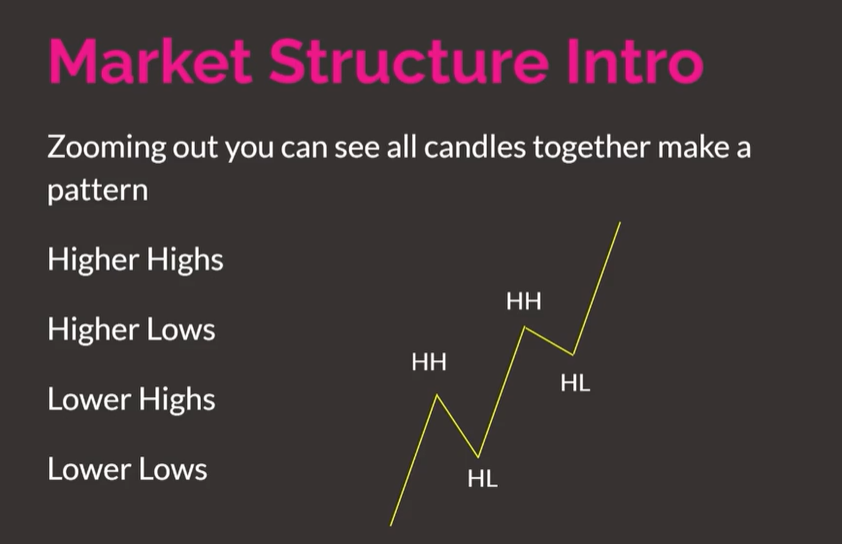 Market Structure Intro
Zooming out you can see all candles together make a
pattern
Higher Highs
Higher Lows
Lower Highs
Lower Lows
HH
HH
HL
HL